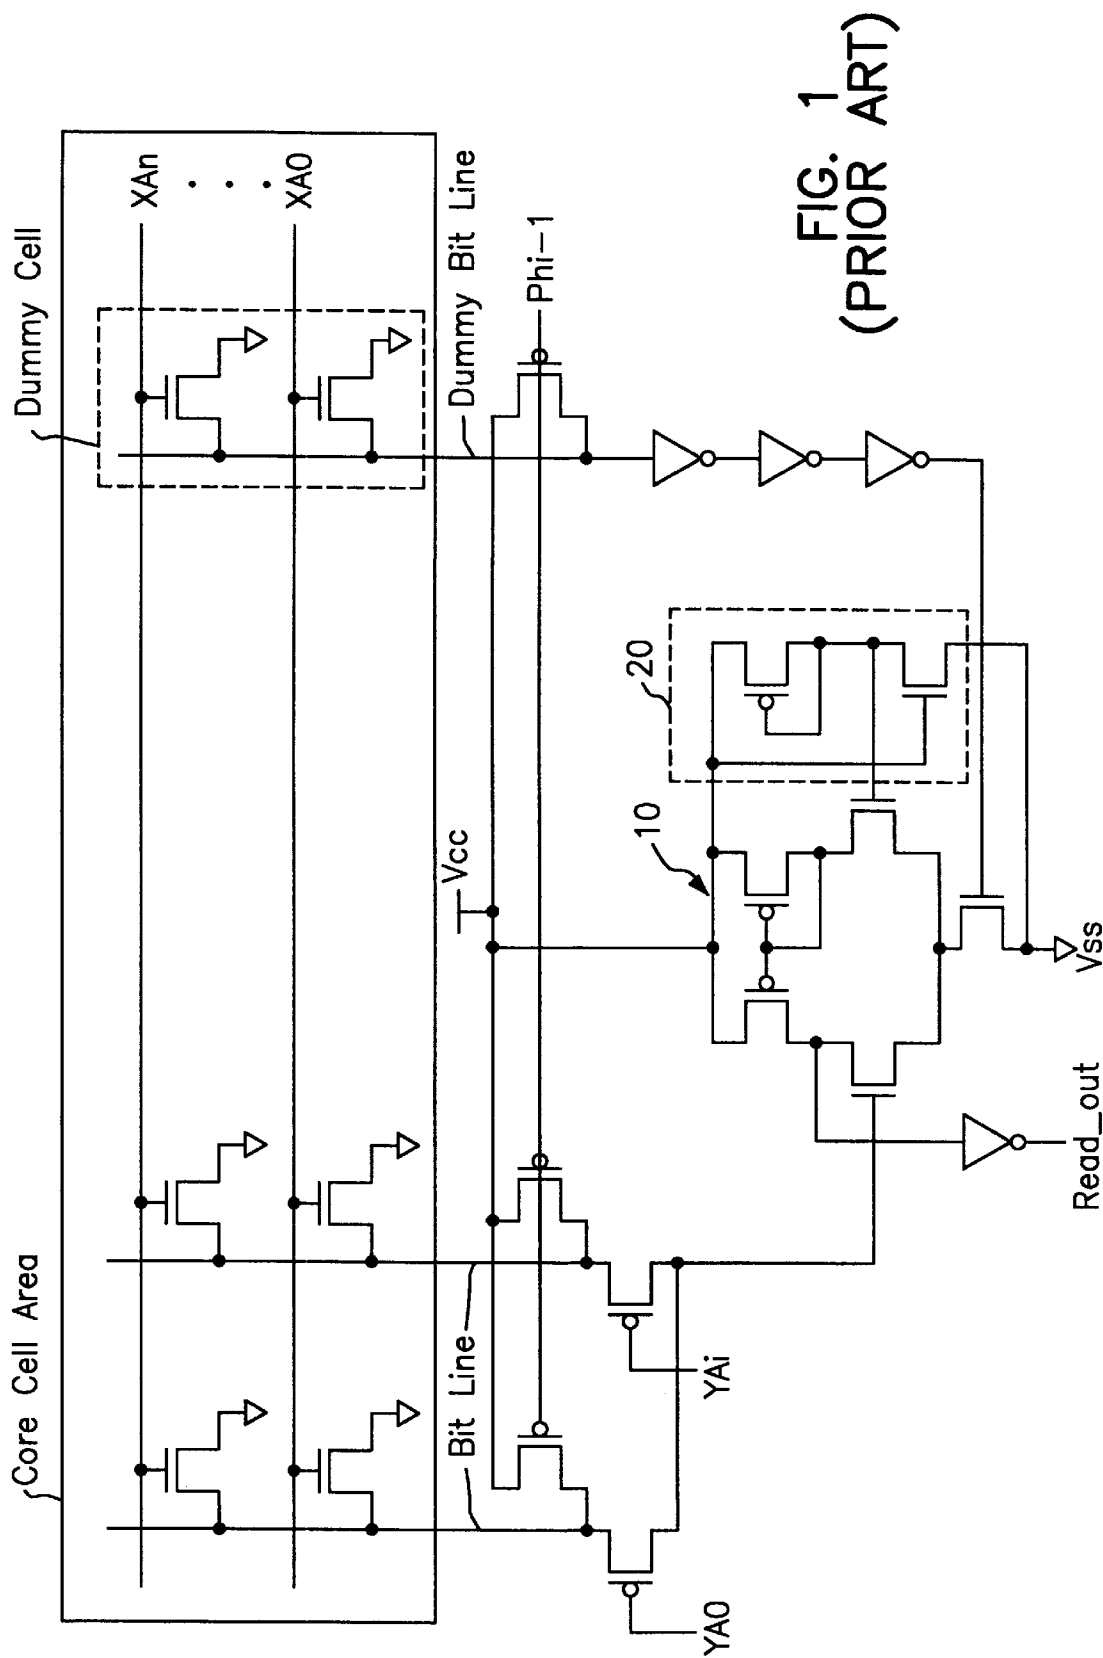 Core Cell Area
Dummy Cell
XAn
XA0
Bit Line
Vcc
Dummy Bit Line
Phi-1
YA0
YAi
10
20
Read_out
Vss
FIG. 1
(PRIOR ART)